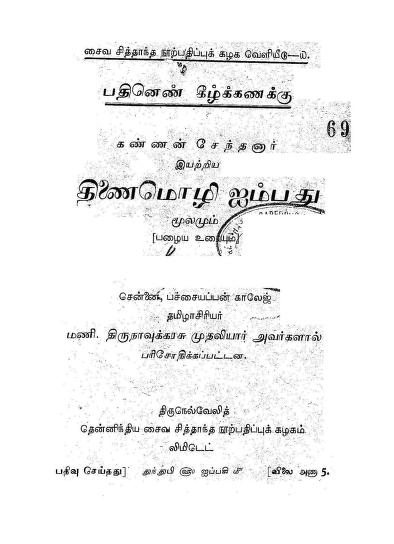 சைவ சித்தாந்த நூற்பதிப்புக் கழக வெளியீடு—௰.
பதினெண் கீழ்க்கணக்கு
69
கண்ணன் சேந்தனார்
இயற்றிய
திணைமொழி ஐம்பது
மூலமும்
[பழைய உரையும்]
சென்னை, பச்சையப்பன் காலேஜ்
தமிழாசிரியர்
மணி. திருநாவுக்கரசு முதலியார் அவர்களால்
பரிசோதிக்கப்பட்டன.
திருநெல்வேலித்
தென்னிந்திய சைவ சித்தாந்த நூற்பதிப்புக் கழகம்
லிமிடெட்
பதிவு செய்தது] ஐப்பசி மீ [விலை அணா 5.